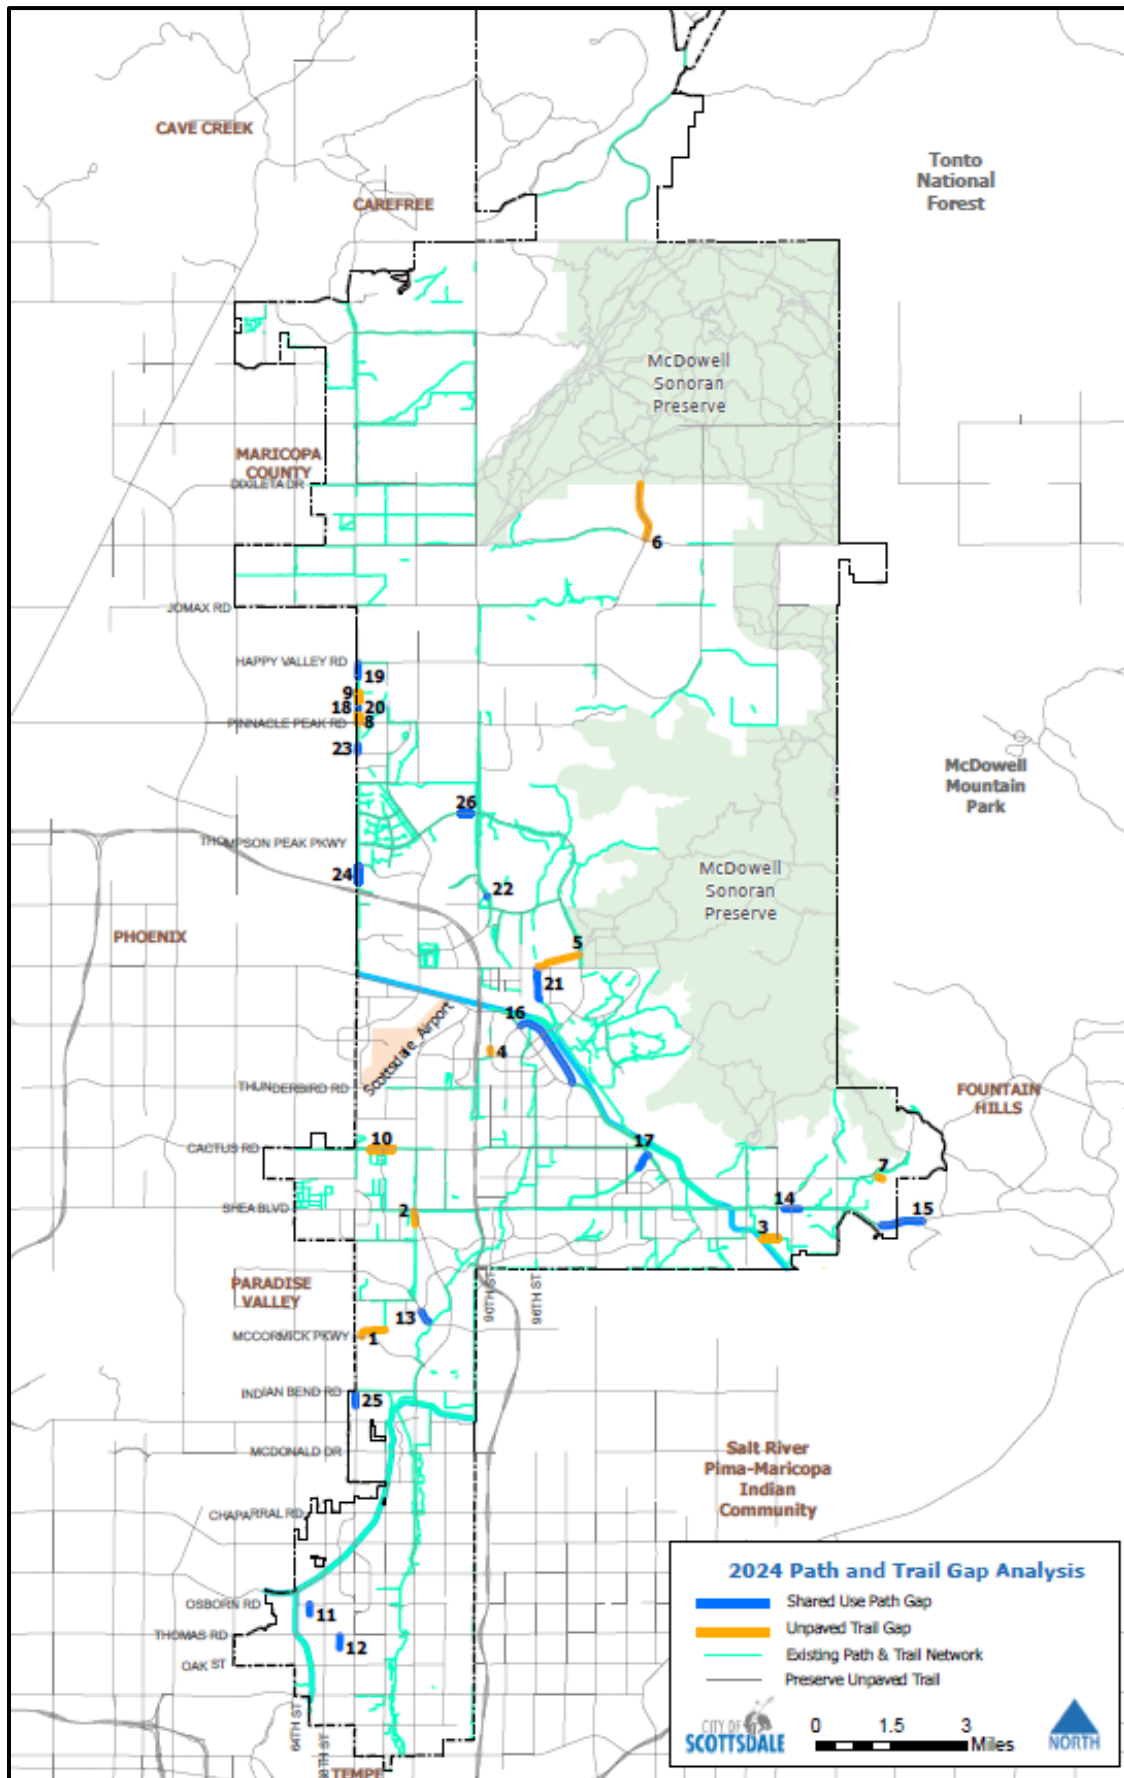 CAVE CREEK
CAREFREE
Tonto
National
Forest
McDowell
Sonoran
Preserve
MARICOPA
COUNTY
DIXILETA DR
6
JOMAX RD
HAPPY VALLEY RD
19
9
18
20
PINNACLE PEAK RD
8
23
McDowell
Mountain
Park
26
THOMPSON PEAK PKWY
24
22
McDowell
Sonoran
Preserve
PHOENIX
5
21
16
Scottsdale Airport
4
THUNDERBIRD RD
FOUNTAIN
HILLS
10
CACTUS RD
17
7
SHEA BLVD
2
14
15
3
PARADISE
VALLEY
90TH ST
96TH ST
13
MCCORMICK PKWY
1
INDIAN BEND RD
25
MCDONALD DR
Salt River
Pima-Maricopa
Indian
Community
CHAPARRAL RD
OSBORN RD
11
THOMAS RD
12
OAK ST
64TH ST
TEMPE
2024 Path and Trail Gap Analysis
Shared Use Path Gap
Unpaved Trail Gap
Existing Path & Trail Network
Preserve Unpaved Trail
CITY OF
SCOTTSDALE
0 1.5 3
Miles
NORTH